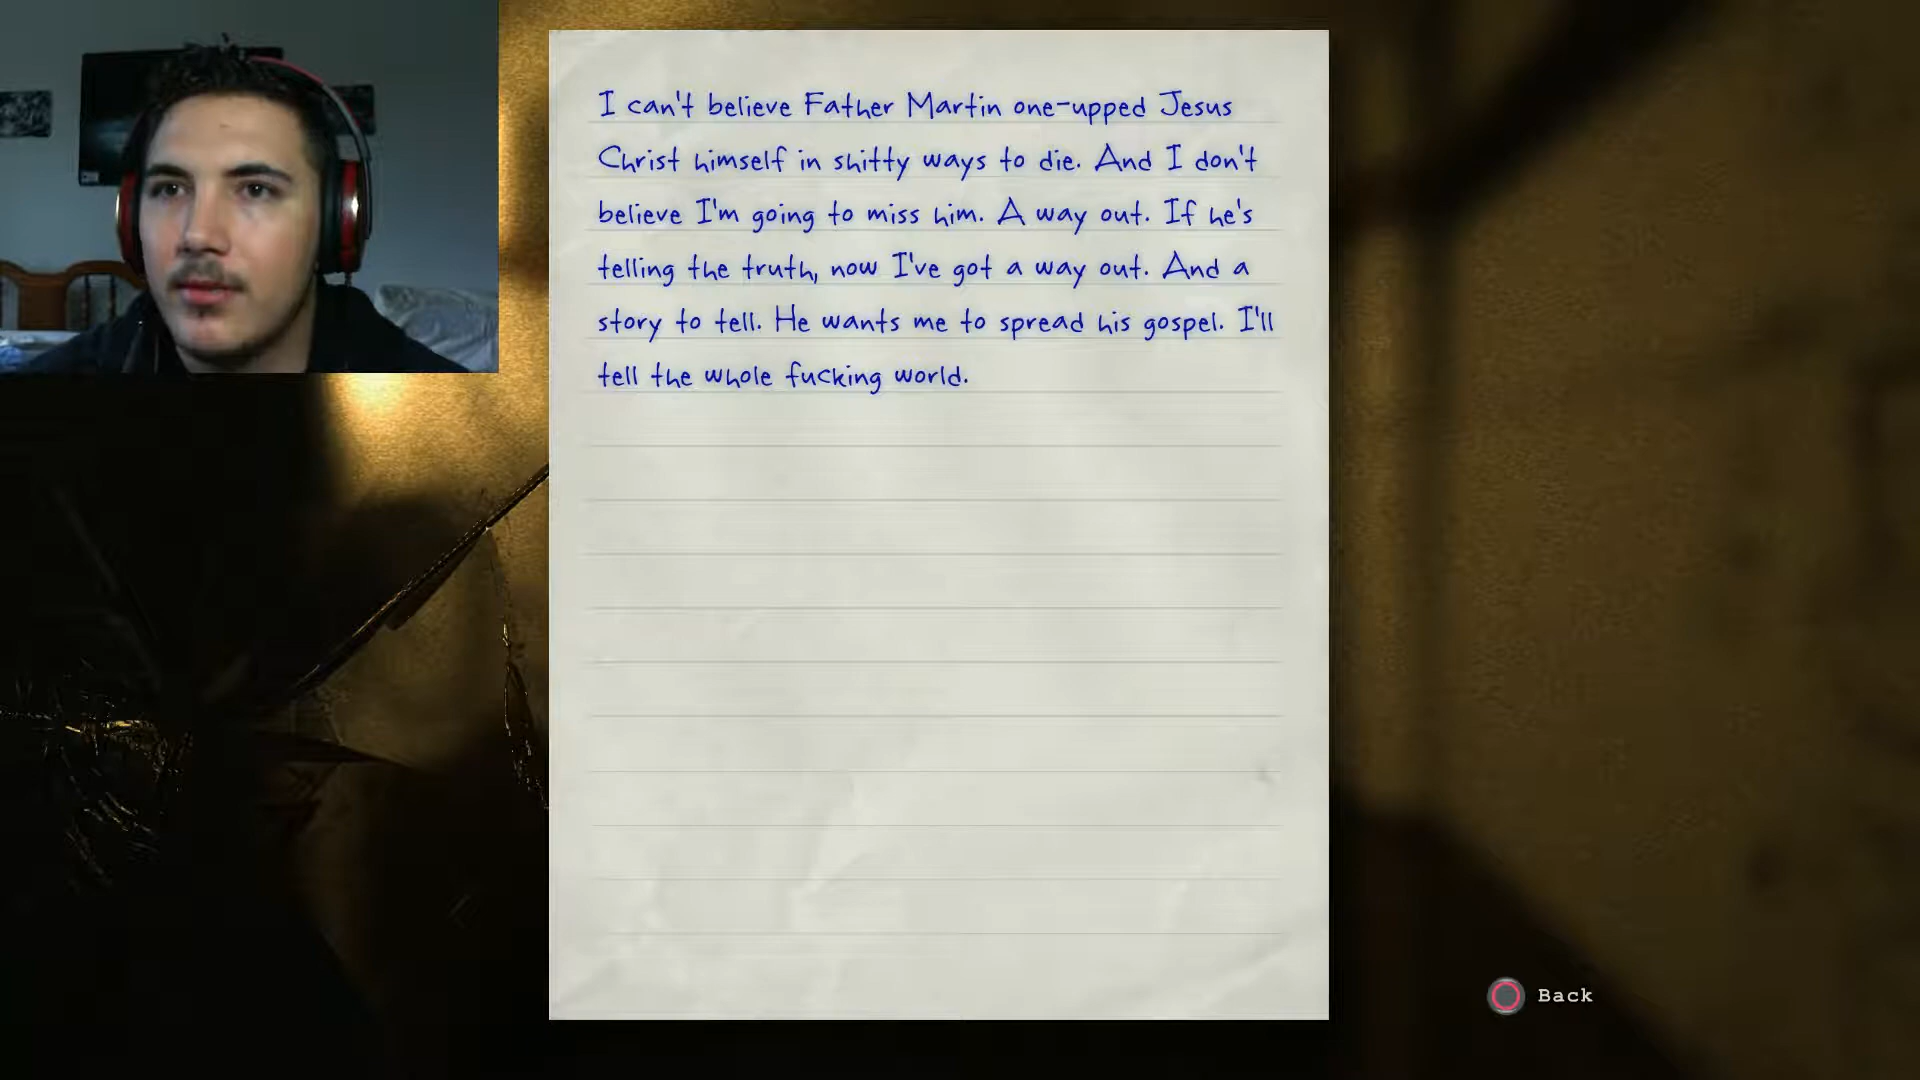 I can't believe Father Martin one-upped Jesus
Christ himself in shitty ways to die. And I don't
believe I'm going to miss him. A way out. If he's
telling the truth, now I've got a way out. And a
story to tell. He wants me to spread his gospel. I'll
tell the whole fucking world.
Back